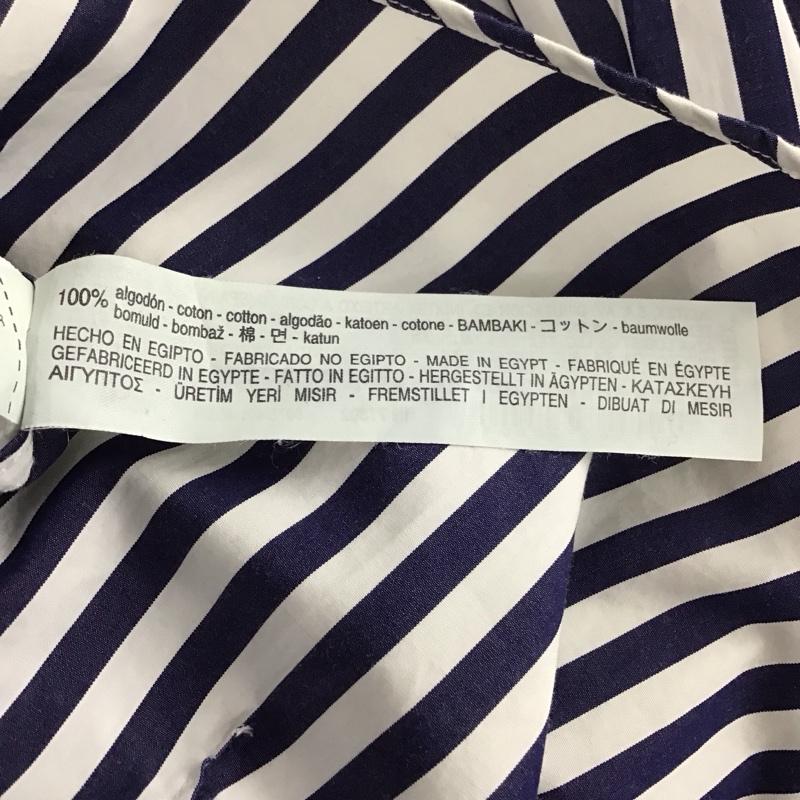 100% algodón - coton - cotton - algodão - katoen - cotone - BAMBAKI - コットン - baumwolle
bomuld - bombaž - 棉 - 면 - katun
HECHO EN EGIPTO - FABRICADO NO EGIPTO - MADE IN EGYPT - FABRIQUÉ EN ÉGYPTE
GEFABRICEERD IN EGYPTE - FATTO IN EGITTO - HERGESTELLT IN ÄGYPTEN - ΚΑΤΑΣΚΕΥΗ
ΑΙΓΥΠΤΟΣ - ÜRETİM YERİ MISIR - FREMSTILLET I EGYPTEN - DIBUAT DI MESIR